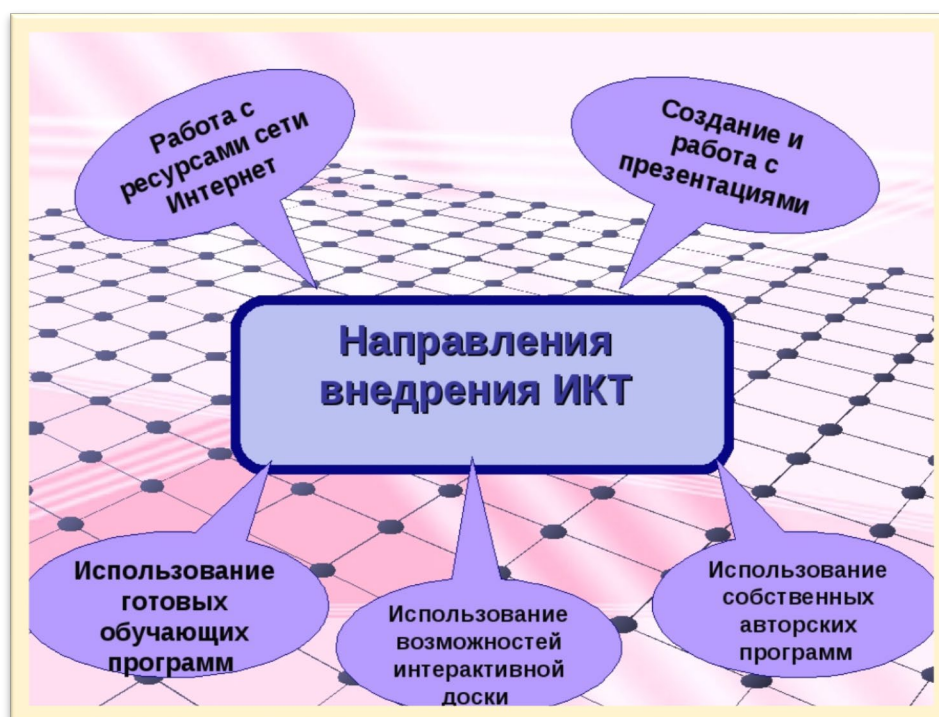 Работа с
ресурсами сети
Интернет
Создание и
работа с
презентациями
Направления
внедрения ИКТ
Использование
готовых
обучающих
программ
Использование
возможностей
интерактивной
доски
Использование
собственных
авторских
программ